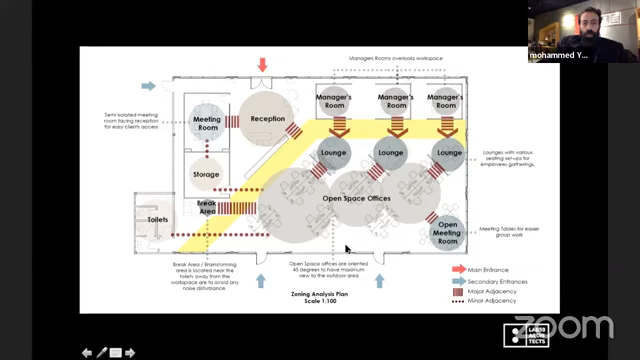 mohammed Y...
Managers Rooms overlooks workspace
Manager's
Room
Manager's
Room
Manager's
Room
Semi isolated meeting
room facing reception
for easy clients access
Meeting
Room
Reception
Lounge
Lounge
Lounge
Lounges with various
seating set-ups for
employees gatherings.
Storage
Break
Area
Open Space Offices
Toilets
Open
Meeting
Room
Meeting Tables for easier
group work
Break Area / Brainstorming
area is located near the
toilets away from the
workspace are to avoid any
noise disturbance.
Open Space offices are oriented
45 degrees to have maximum
view to the outdoor area
Zoning Analysis Plan
Scale 1:100
Main Entrance
Secondary Entrances
Major Adjacency
Minor Adjacency
LAB99
ARCHI
TECTS
zoom